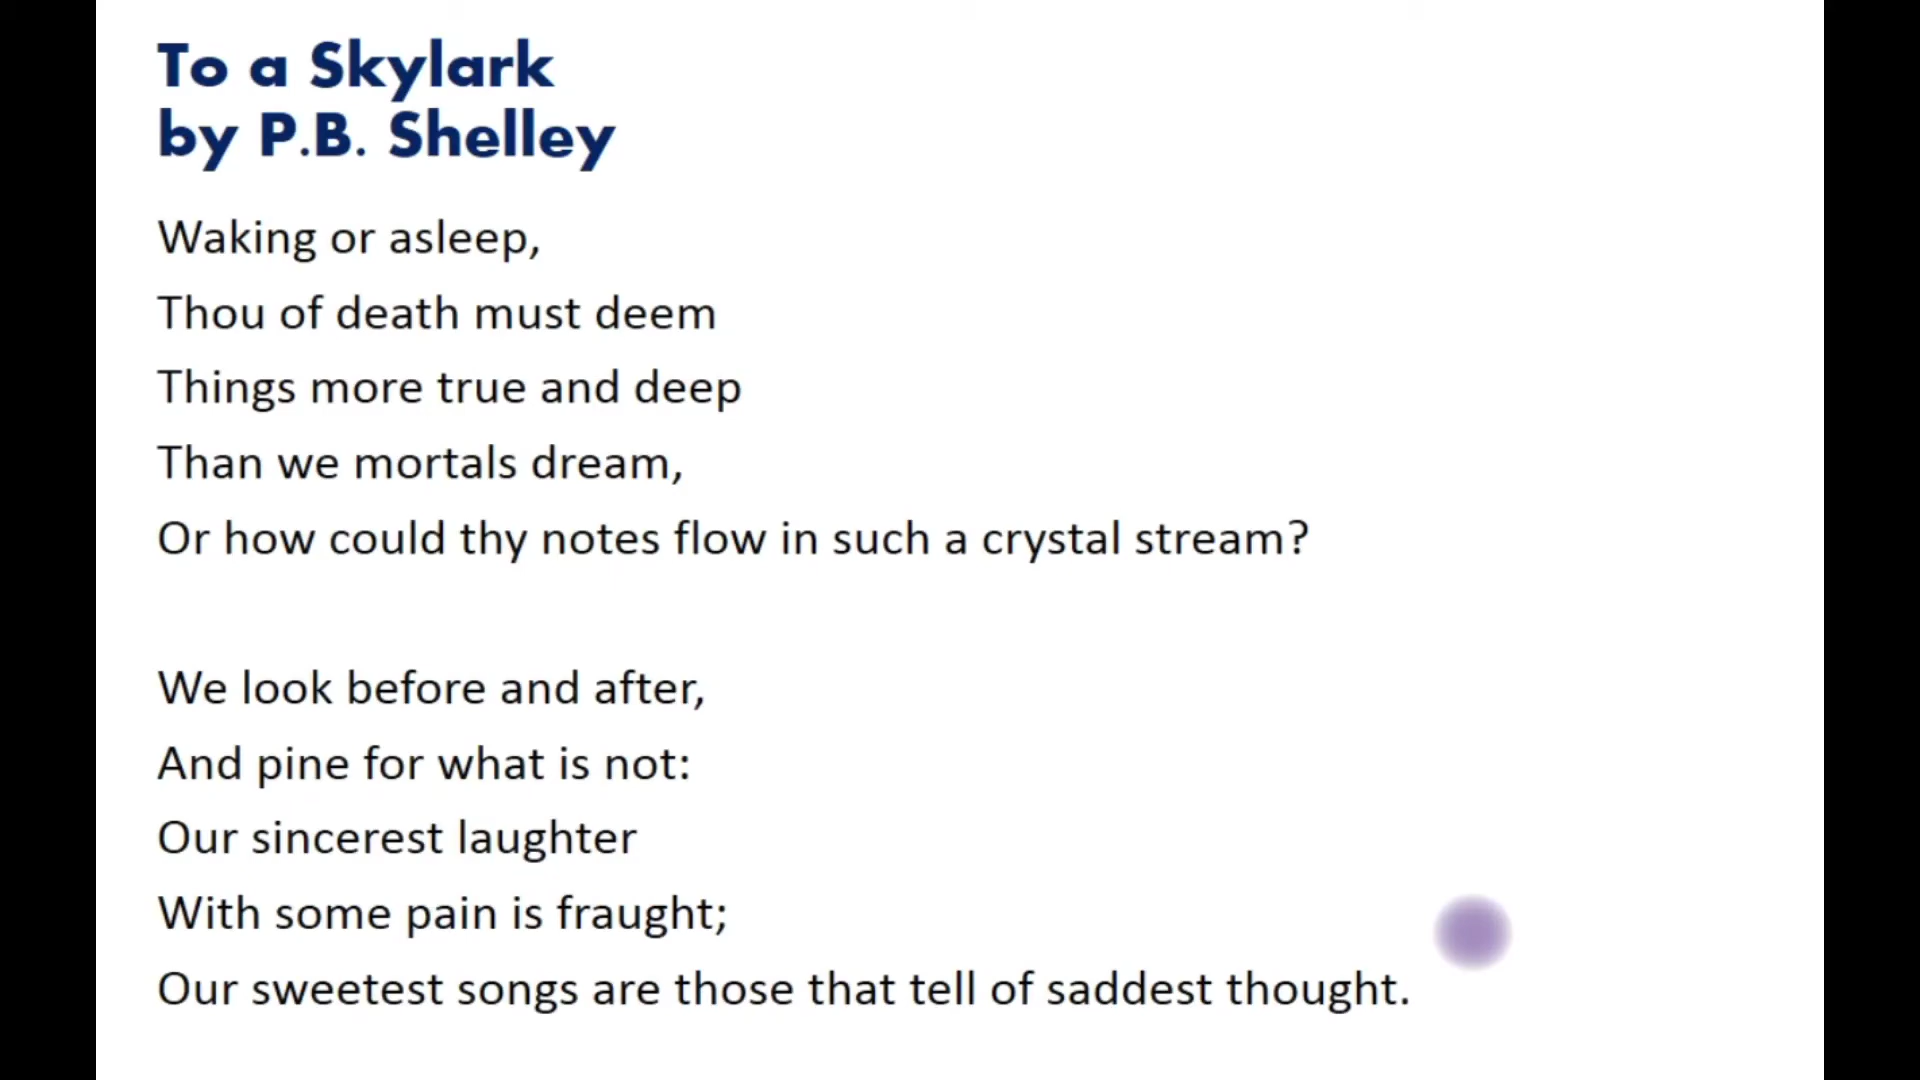 To a Skylark
by P.B. Shelley
Waking or asleep,
Thou of death must deem
Things more true and deep
Than we mortals dream,
Or how could thy notes flow in such a crystal stream?
We look before and after,
And pine for what is not:
Our sincerest laughter
With some pain is fraught;
Our sweetest songs are those that tell of saddest thought.